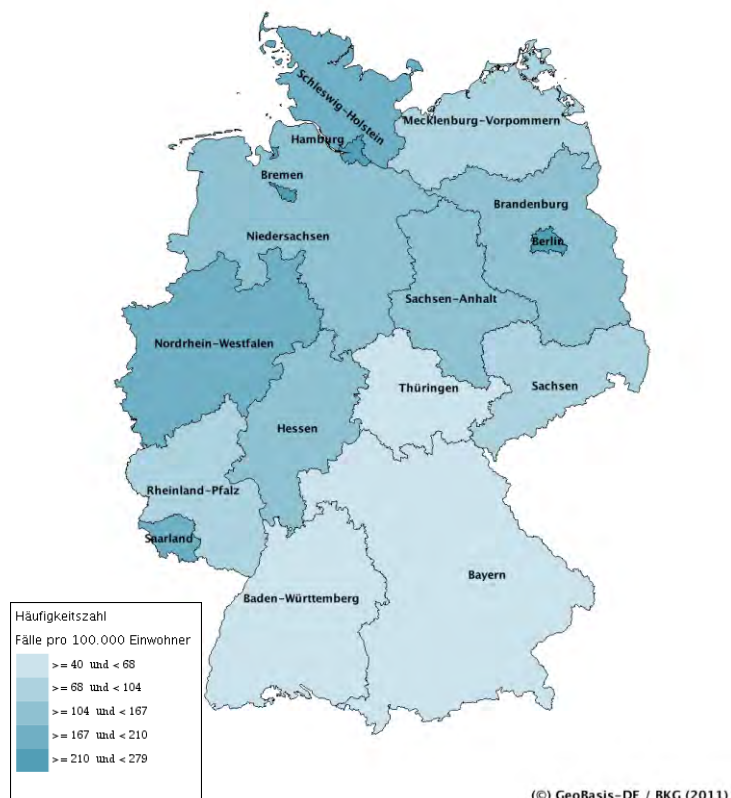 Schleswig-Holstein
Mecklenburg-Vorpommern
Hamburg
Bremen
Brandenburg
Niedersachsen
Berlin
Sachsen-Anhalt
Nordrhein-Westfalen
Thüringen
Sachsen
Hessen
Rheinland-Pfalz
Saarland
Bayern
Baden-Württemberg
Häufigkeitszahl
Fälle pro 100.000 Einwohner
>= 40 und < 68
>= 68 und < 104
>= 104 und < 167
>= 167 und < 210
>= 210 und < 279
(©) GeoBasis-DE / BKG (2011)